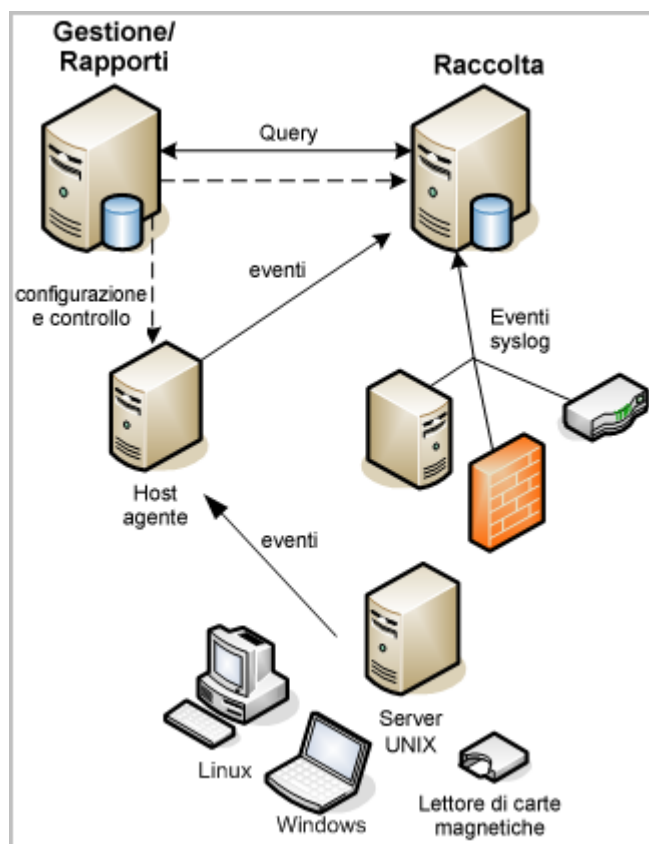 Gestione/
Rapporti
Raccolta
Query
eventi
configurazione
e controllo
Eventi
syslog
Host
agente
eventi
Server
UNIX
Linux
Windows
Lettore di carte
magnetiche